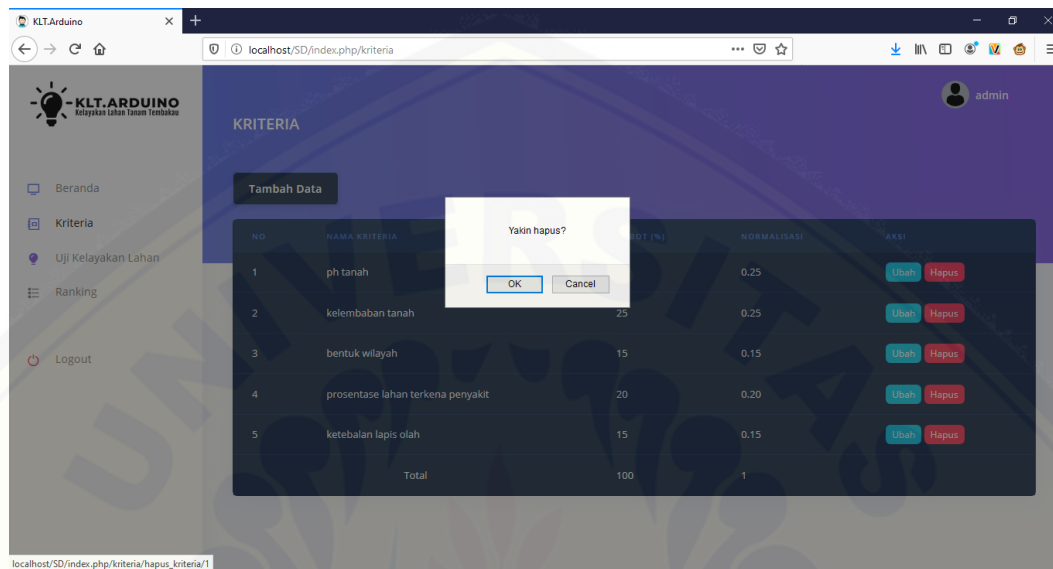 KLT.Arduino
localhost/SD/index.php/kriteria
KLT.ARDUINO
Kelayakan Lahan Tanam Tembakau
admin
KRITERIA
Beranda
Kriteria
Uji Kelayakan Lahan
Ranking
Logout
Tambah Data
Yakin hapus?
OK Cancel
NO NAMA KRITERIA BOT (%) NORMALISASI AKSI
1 ph tanah 0.25 Ubah Hapus
2 kelembaban tanah 25 0.25 Ubah Hapus
3 bentuk wilayah 15 0.15 Ubah Hapus
4 prosentase lahan terkena penyakit 20 0.20 Ubah Hapus
5 ketebalan lapis olah 15 0.15 Ubah Hapus
Total 100 1
localhost/SD/index.php/kriteria/hapus_kriteria/1
UNIVERSITAS